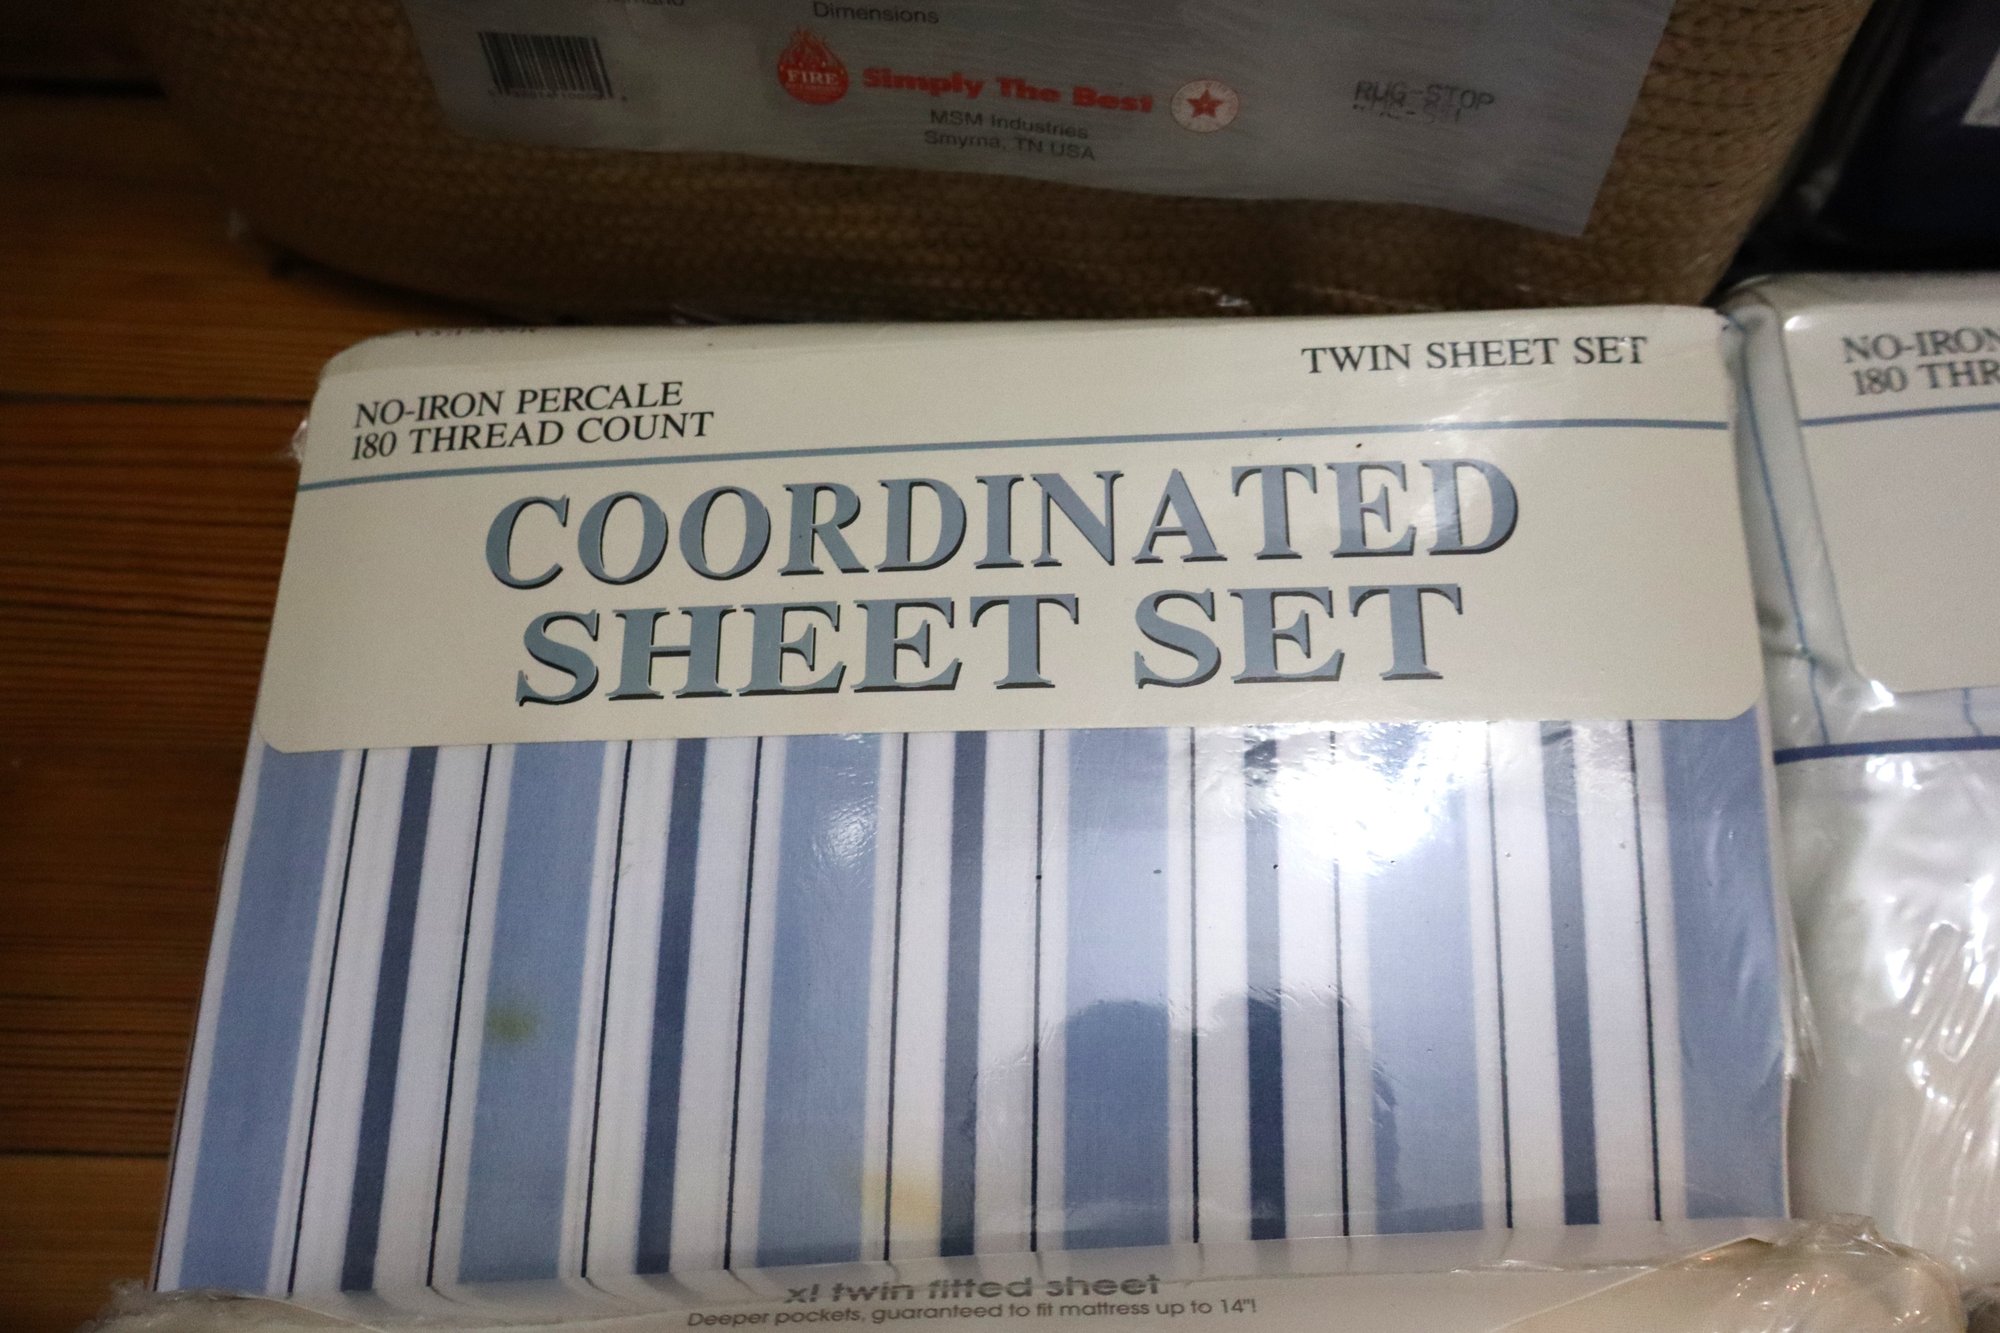 Dimensions
FIRE
Simply The Best
MSM Industries
Smyrna, TN USA
RUG-STOP
TWIN SHEET SET
NO-IRON PERCALE
180 THREAD COUNT
COORDINATED
SHEET SET
NO-IRON
180 THR
xl twin fitted sheet
Deeper pockets, guaranteed to fit mattress up to 14"!